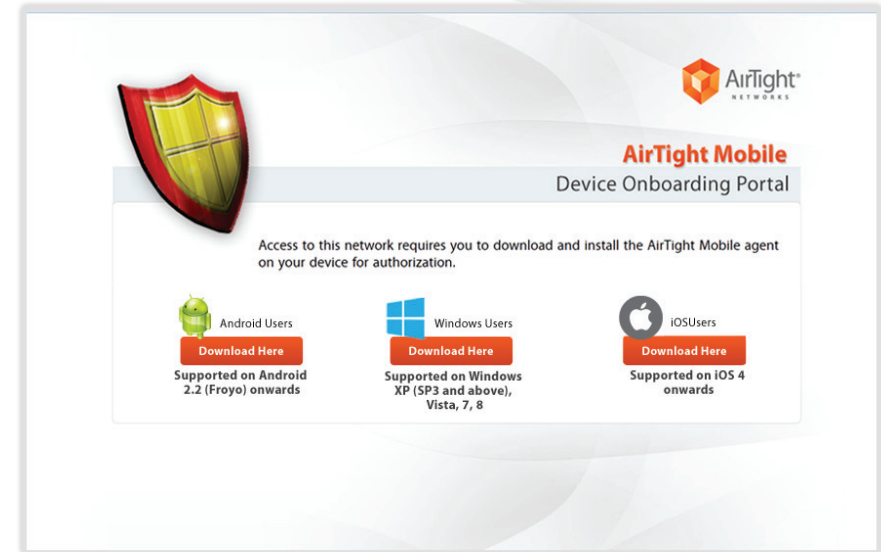 AirTight
NETWORKS
AirTight Mobile
Device Onboarding Portal
Access to this network requires you to download and install the AirTight Mobile agent
on your device for authorization.
Android Users
Download Here
Supported on Android
2.2 (Froyo) onwards
Windows Users
Download Here
Supported on Windows
XP (SP3 and above),
Vista, 7, 8
iOSUsers
Download Here
Supported on iOS 4
onwards